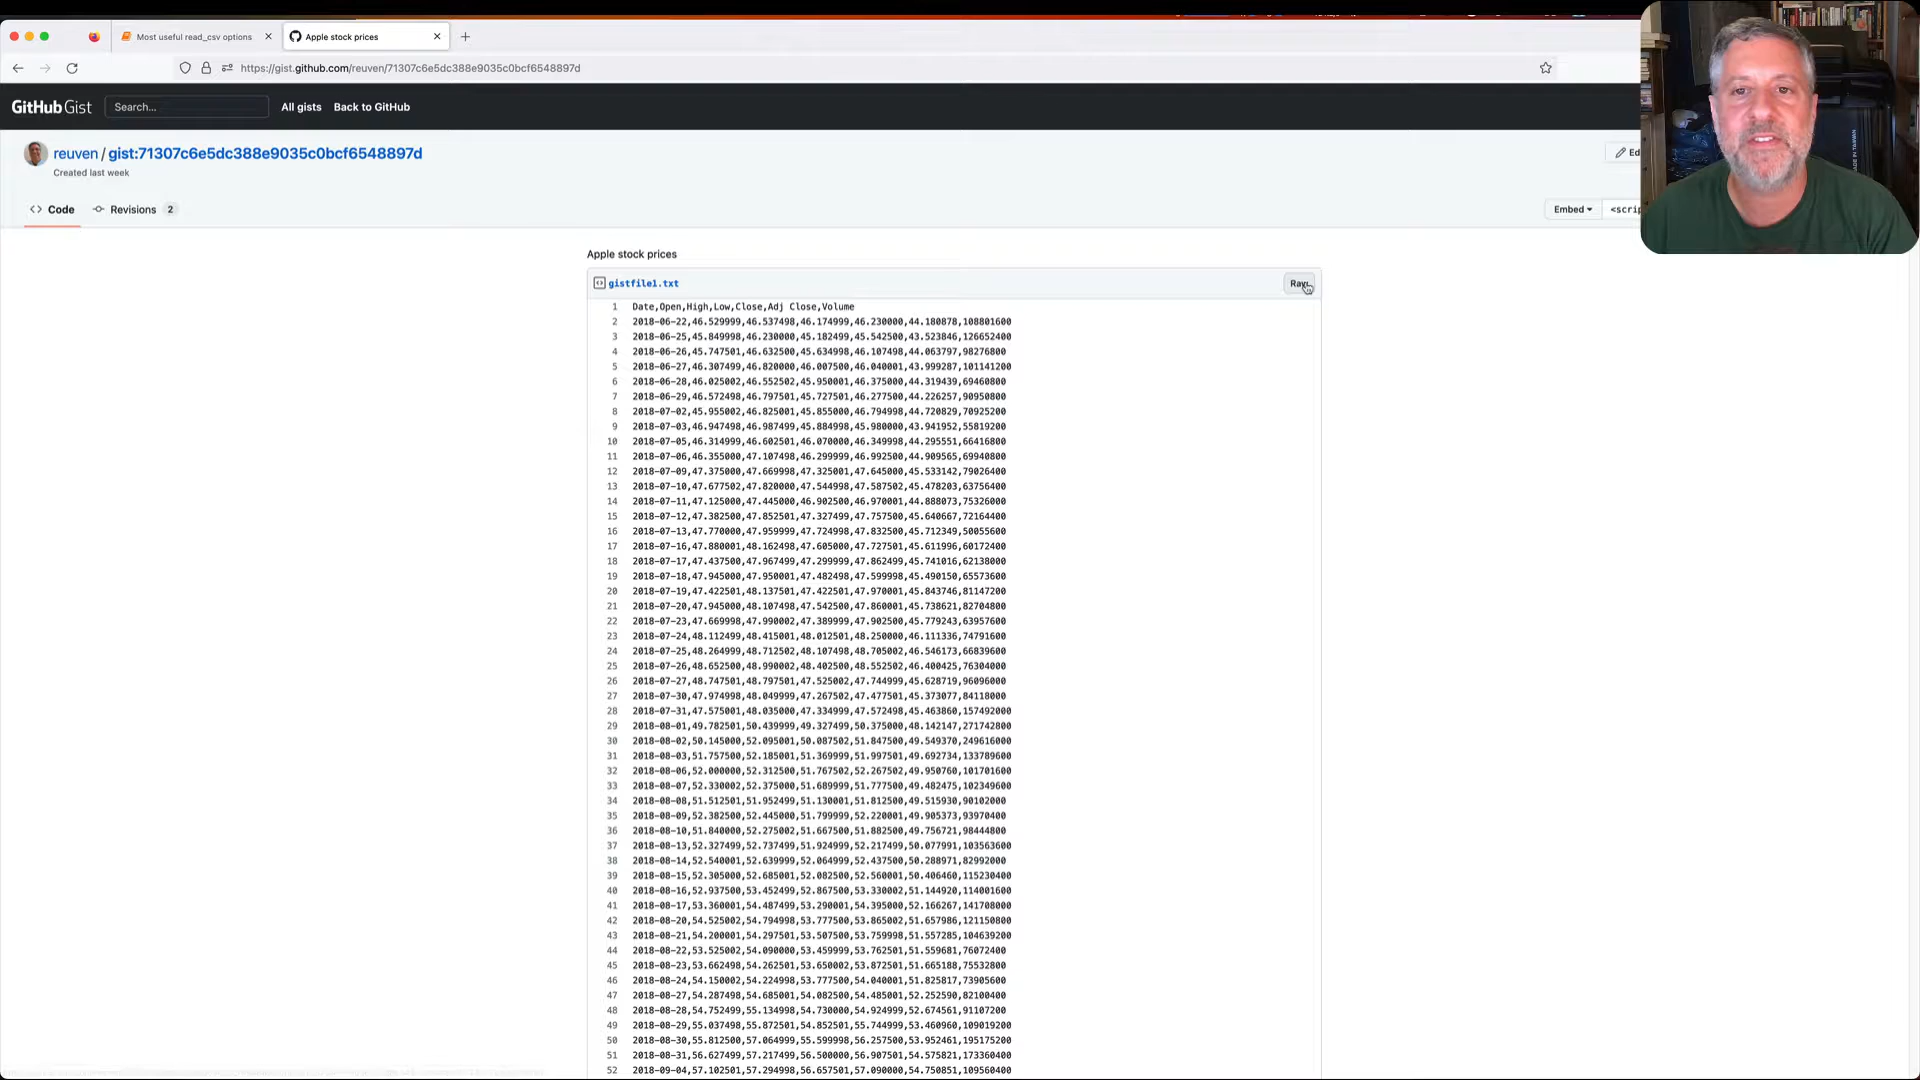 Most useful read_csv options
Apple stock prices
https://gist.github.com/reuven/71307c6e5dc388e9035c0bcf6548897d
GitHub Gist
Search...
All gists
Back to GitHub
reuven / gist:71307c6e5dc388e9035c0bcf6548897d
Created last week
Edi
Code
Revisions 2
Embed
<scrip
Apple stock prices
gistfile1.txt
Raw
1 Date,Open,High,Low,Close,Adj Close,Volume
2 2018-06-22,46.529999,46.537498,46.174999,46.230000,44.180878,108801600
3 2018-06-25,45.849998,46.230000,45.182499,45.542500,43.523846,126652400
4 2018-06-26,45.747501,46.632500,45.634998,46.107498,44.063797,98276800
5 2018-06-27,46.307499,46.820000,46.007500,46.040001,43.999287,101141200
6 2018-06-28,46.025002,46.552502,45.950001,46.375000,44.319439,69460800
7 2018-06-29,46.572498,46.797501,45.727501,46.277500,44.226257,90950800
8 2018-07-02,45.955002,46.825001,45.855000,46.794998,44.720829,70925200
9 2018-07-03,46.947498,46.987499,45.884998,45.980000,43.941952,55819200
10 2018-07-05,46.314999,46.602501,46.070000,46.349998,44.295551,66416800
11 2018-07-06,46.355000,47.107498,46.299999,46.992500,44.909565,69940800
12 2018-07-09,47.375000,47.669998,47.325001,47.645000,45.533142,79026400
13 2018-07-10,47.677502,47.820000,47.544998,47.587502,45.478203,63756400
14 2018-07-11,47.125000,47.445000,46.902500,46.970001,44.888073,75326000
15 2018-07-12,47.382500,47.852501,47.327499,47.757500,45.640667,72164400
16 2018-07-13,47.770000,47.959999,47.724998,47.832500,45.712349,50055600
17 2018-07-16,47.880001,48.162498,47.605000,47.727501,45.611996,60172400
18 2018-07-17,47.437500,47.967499,47.299999,47.862499,45.741016,62138000
19 2018-07-18,47.945000,47.950001,47.482498,47.599998,45.490150,65573600
20 2018-07-19,47.422501,48.137501,47.422501,47.970001,45.843746,81147200
21 2018-07-20,47.945000,48.107498,47.542500,47.860001,45.738621,82704800
22 2018-07-23,47.669998,47.990002,47.389999,47.902500,45.779243,63957600
23 2018-07-24,48.112499,48.415001,48.012501,48.250000,46.111336,74791600
24 2018-07-25,48.264999,48.712502,48.107498,48.705002,46.546173,66839600
25 2018-07-26,48.652500,48.990002,48.402500,48.552502,46.400425,76304000
26 2018-07-27,48.747501,48.797501,47.525002,47.744999,45.628719,96096000
27 2018-07-30,47.974998,48.049999,47.267502,47.477501,45.373077,84118000
28 2018-07-31,47.575001,48.035000,47.334999,47.572498,45.463860,157492000
29 2018-08-01,49.782501,50.439999,49.327499,50.375000,48.142147,271742800
30 2018-08-02,50.145000,52.095001,50.087502,51.847500,49.549370,249616000
31 2018-08-03,51.757500,52.185001,51.369999,51.997501,49.692734,133789600
32 2018-08-06,52.000000,52.312500,51.767502,52.267502,49.950760,101701600
33 2018-08-07,52.330002,52.375000,51.689999,51.777500,49.482475,102349600
34 2018-08-08,51.512501,51.952499,51.130001,51.812500,49.515930,90102000
35 2018-08-09,52.382500,52.445000,51.799999,52.220001,49.905373,93970400
36 2018-08-10,51.840000,52.275002,51.667500,51.882500,49.756721,98444800
37 2018-08-13,52.327499,52.737499,51.924999,52.217499,50.077991,103563600
38 2018-08-14,52.540001,52.639999,52.064999,52.437500,50.288971,82992000
39 2018-08-15,52.305000,52.685001,52.082500,52.560001,50.406460,115230400
40 2018-08-16,52.937500,53.452499,52.867500,53.330002,51.144920,114001600
41 2018-08-17,53.360001,54.487499,53.290001,54.395000,52.166267,141708000
42 2018-08-20,54.525002,54.794998,53.777500,53.865002,51.657986,121150800
43 2018-08-21,54.200001,54.297501,53.507500,53.759998,51.557285,104639200
44 2018-08-22,53.525002,54.090000,53.459999,53.762501,51.559681,76072400
45 2018-08-23,53.662498,54.262501,53.650002,53.872501,51.665188,75532800
46 2018-08-24,54.150002,54.224998,53.777500,54.040001,51.825817,73905600
47 2018-08-27,54.287498,54.685001,54.082500,54.485001,52.252590,82100400
48 2018-08-28,54.752499,55.134998,54.730000,54.924999,52.674561,91107200
49 2018-08-29,55.037498,55.872501,54.852501,55.744999,53.460960,109019200
50 2018-08-30,55.812500,57.064999,55.599998,56.257500,53.952461,195175200
51 2018-08-31,56.627499,57.217499,56.500000,56.907501,54.575821,173360400
52 2018-09-04,57.102501,57.294998,56.657501,57.090000,54.750851,109560400